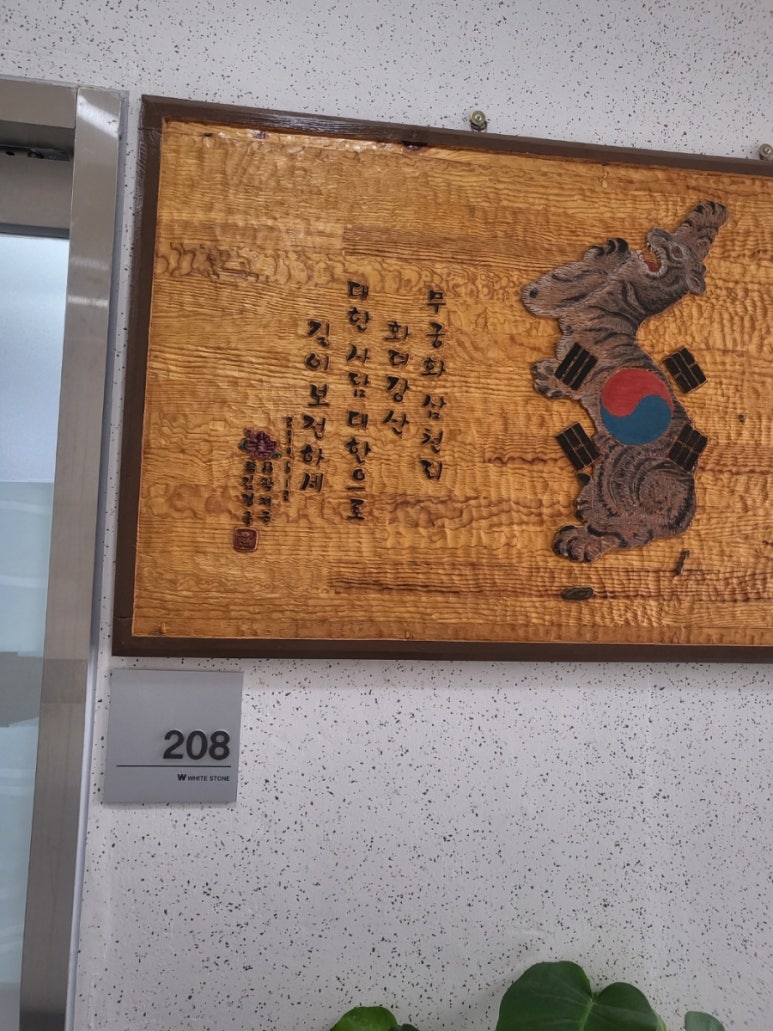 무궁화 삼천리
화려강산
대한 사람 대한으로
길이 보전하세
208
W WHITE STONE